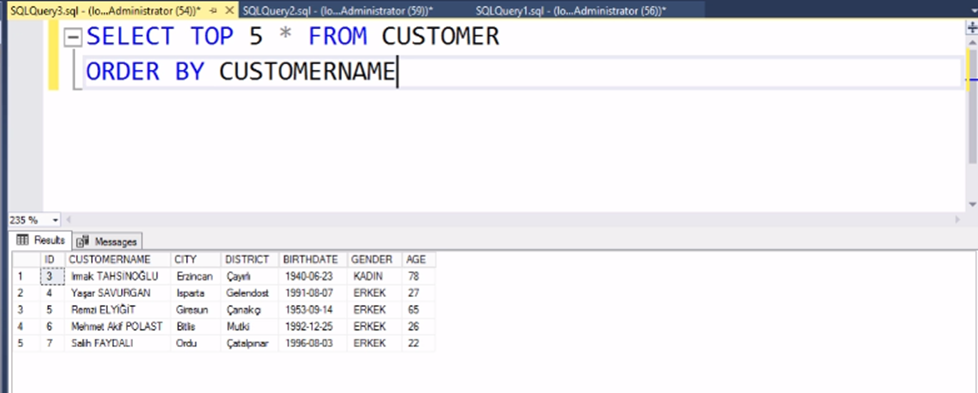 SQLQuery3.sql - (lo...Administrator (54))* SQLQuery2.sql - (lo...Administrator (59))* SQLQuery1.sql - (lo...Administrator (56))*
SELECT TOP 5 * FROM CUSTOMER
ORDER BY CUSTOMERNAME
235 %
Results Messages
ID CUSTOMERNAME CITY DISTRICT BIRTHDATE GENDER AGE
1 3 Irmak TAHSINOĞLU Erzincan Çayırlı 1940-06-23 KADIN 78
2 4 Yaşar SAVURGAN Isparta Gelendost 1991-08-07 ERKEK 27
3 5 Remzi ELYİĞİT Giresun Çanakçı 1953-09-14 ERKEK 65
4 6 Mehmet Akif POLAST Bitlis Mutki 1992-12-25 ERKEK 26
5 7 Salih FAYDALI Ordu Çatalpınar 1996-08-03 ERKEK 22